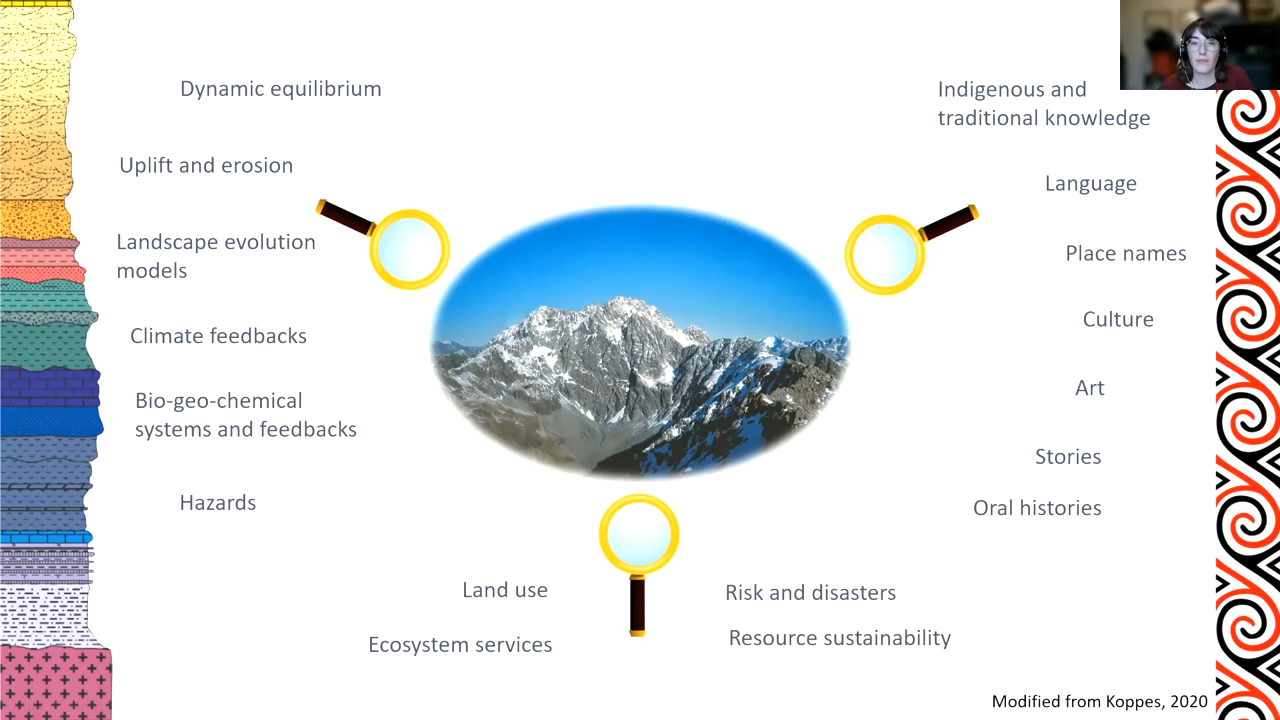 Dynamic equilibrium
Uplift and erosion
Landscape evolution
models
Climate feedbacks
Bio-geo-chemical
systems and feedbacks
Hazards
Land use
Ecosystem services
Risk and disasters
Resource sustainability
Indigenous and
traditional knowledge
Language
Place names
Culture
Art
Stories
Oral histories
Modified from Koppes, 2020